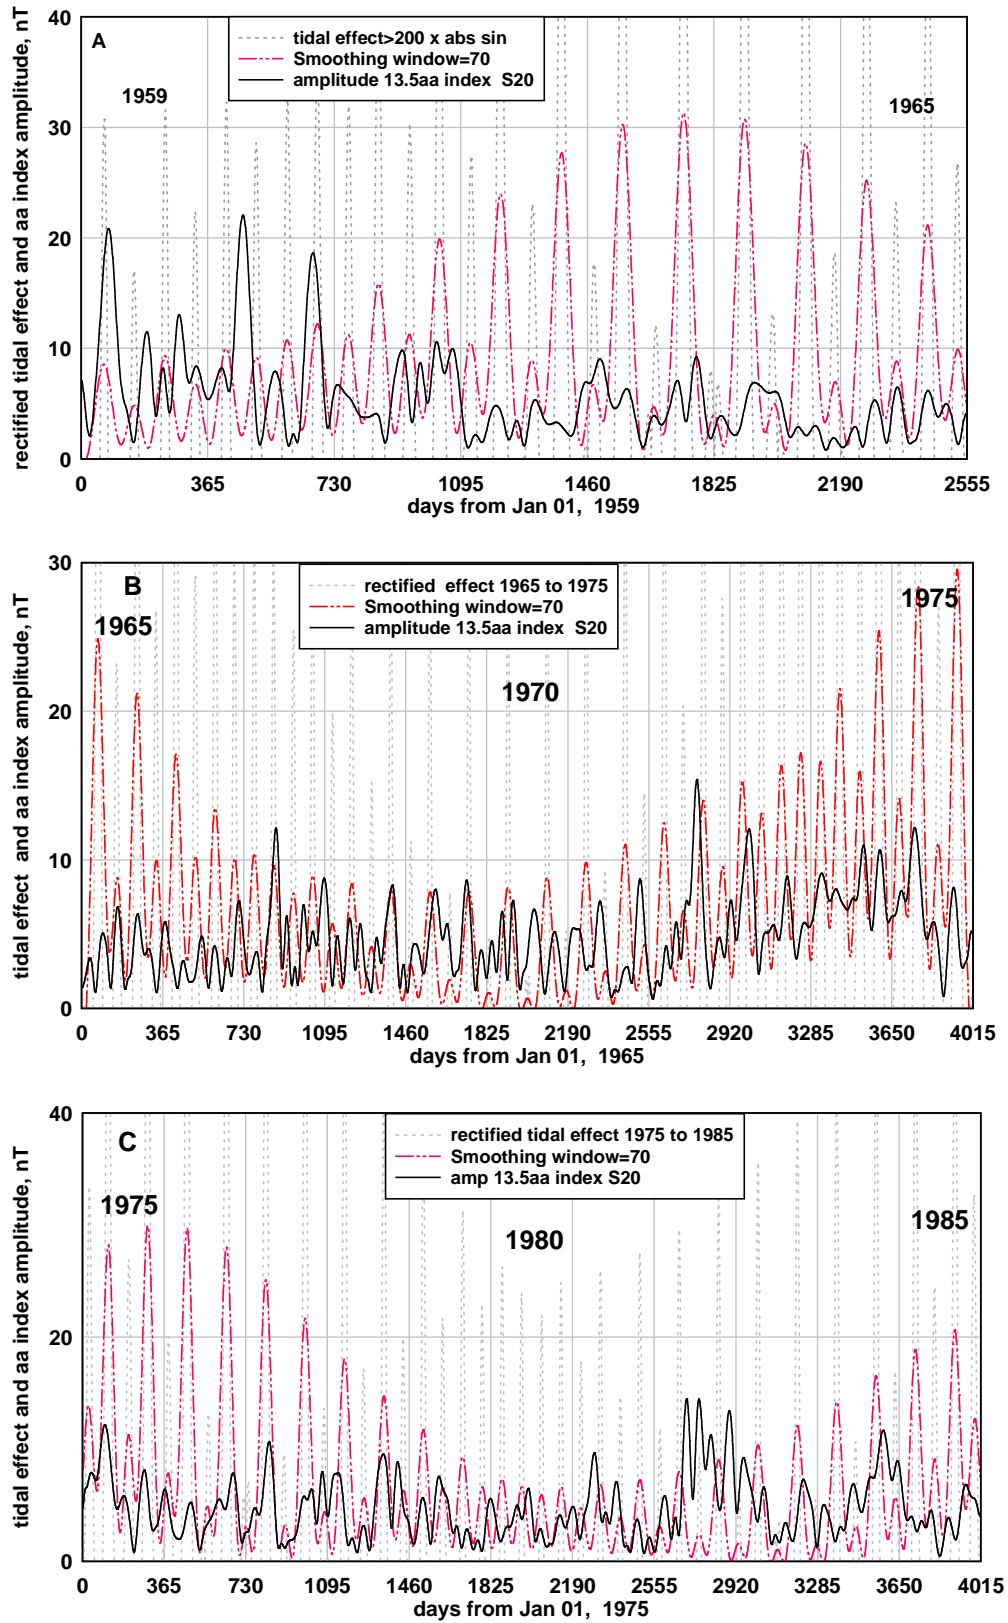 40
A
tidal effect>200 x abs sin
Smoothing window=70
amplitude 13.5aa index S20
1959
1965
30
20
10
0
rectified tidal effect and aa index amplitude, nT
0 365 730 1095 1460 1825 2190 2555
days from Jan 01, 1959
30
B
rectified effect 1965 to 1975
Smoothing window=70
amplitude 13.5aa index S20
1965
1970
1975
20
10
0
tidal effect and aa index amplitude, nT
0 365 730 1095 1460 1825 2190 2555 2920 3285 3650 4015
days from Jan 01, 1965
40
C
rectified tidal effect 1975 to 1985
Smoothing window=70
amp 13.5aa index S20
1975
1980
1985
20
0
tidal effect and aa index amplitude, nT
0 365 730 1095 1460 1825 2190 2555 2920 3285 3650 4015
days from Jan 01, 1975